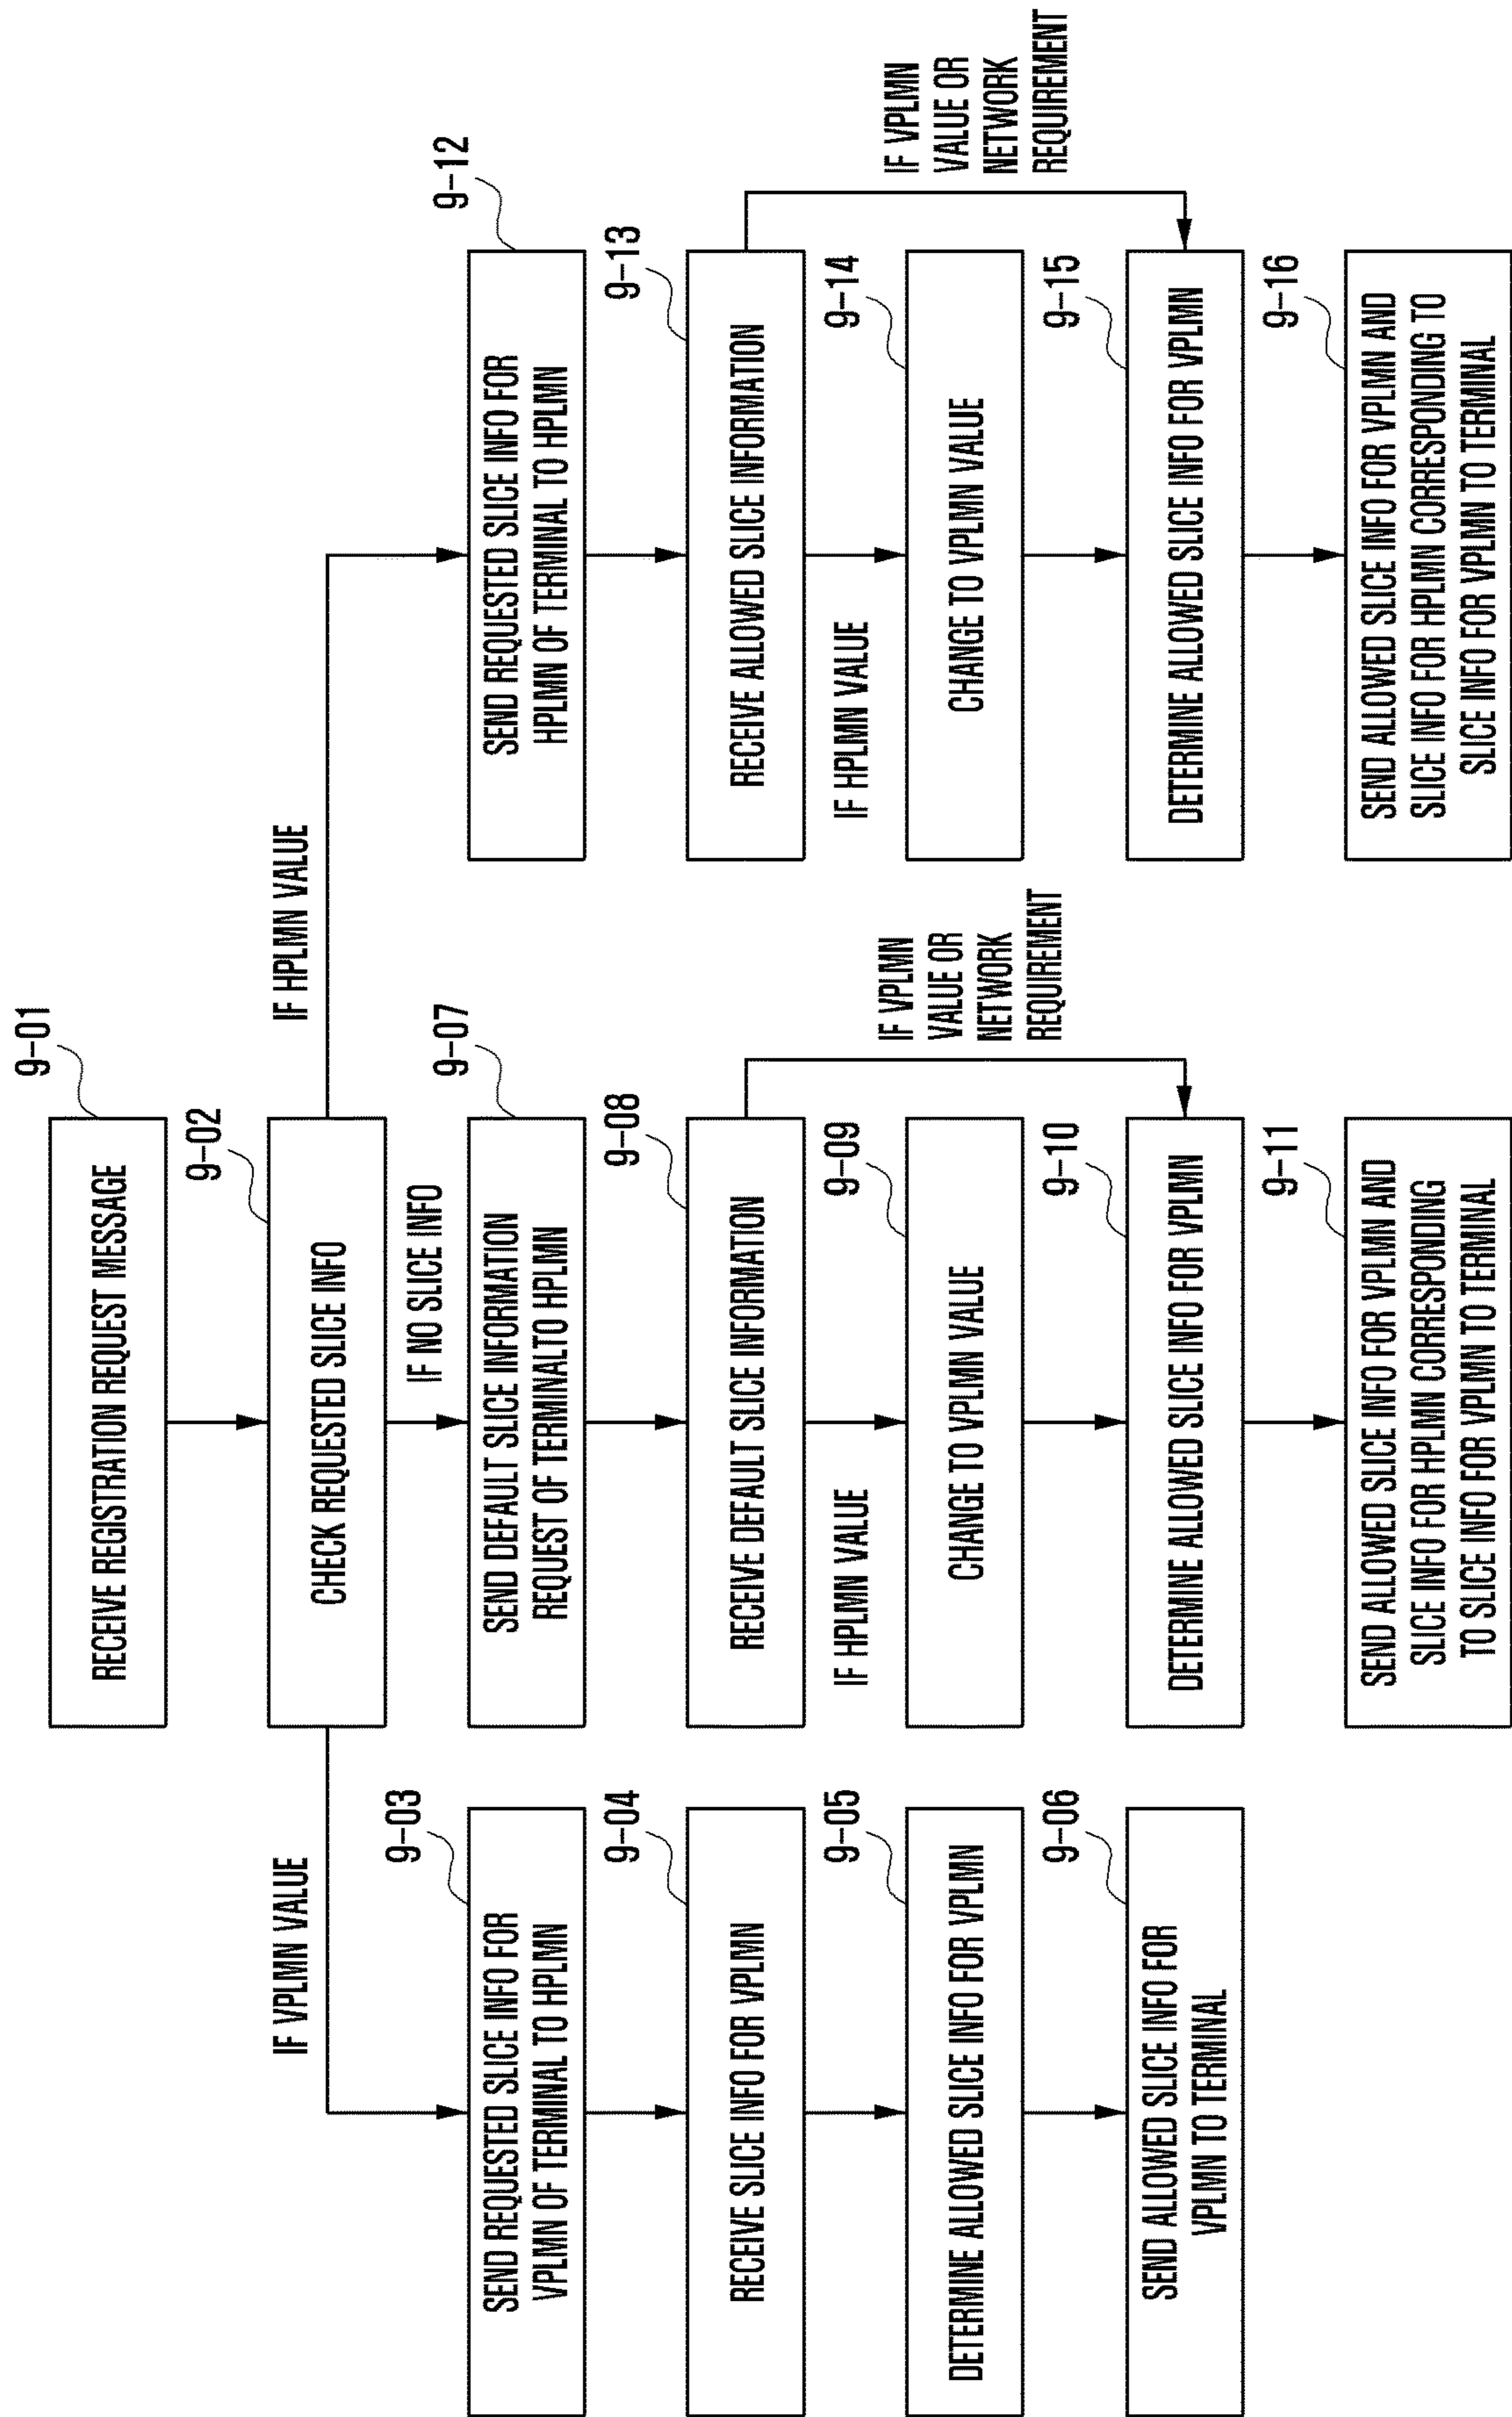 9-01
RECEIVE REGISTRATION REQUEST MESSAGE
9-02
CHECK REQUESTED SLICE INFO
IF VPLMN VALUE
IF NO SLICE INFO
IF HPLMN VALUE
9-03
SEND REQUESTED SLICE INFO FOR
VPLMN OF TERMINAL TO HPLMN
9-04
RECEIVE SLICE INFO FOR VPLMN
9-05
DETERMINE ALLOWED SLICE INFO FOR VPLMN
9-06
SEND ALLOWED SLICE INFO FOR
VPLMN TO TERMINAL
9-07
SEND DEFAULT SLICE INFORMATION
REQUEST OF TERMINALTO HPLMN
9-08
RECEIVE DEFAULT SLICE INFORMATION
IF HPLMN VALUE
IF VPLMN
VALUE OR
NETWORK
REQUIREMENT
9-09
CHANGE TO VPLMN VALUE
9-10
DETERMINE ALLOWED SLICE INFO FOR VPLMN
9-11
SEND ALLOWED SLICE INFO FOR VPLMN AND
SLICE INFO FOR HPLMN CORRESPONDING
TO SLICE INFO FOR VPLMN TO TERMINAL
9-12
SEND REQUESTED SLICE INFO FOR
HPLMN OF TERMINAL TO HPLMN
9-13
RECEIVE ALLOWED SLICE INFORMATION
IF HPLMN VALUE
IF VPLMN
VALUE OR
NETWORK
REQUIREMENT
9-14
CHANGE TO VPLMN VALUE
9-15
DETERMINE ALLOWED SLICE INFO FOR VPLMN
9-16
SEND ALLOWED SLICE INFO FOR VPLMN AND
SLICE INFO FOR HPLMN CORRESPONDING TO
SLICE INFO FOR VPLMN TO TERMINAL